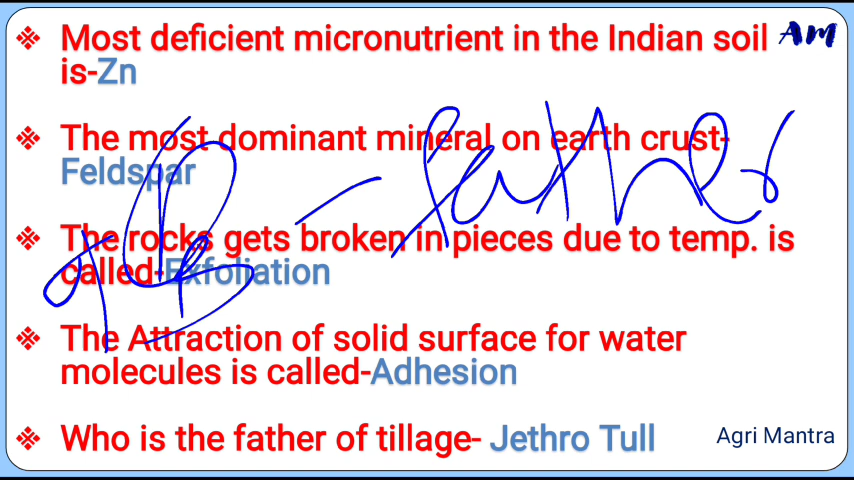 ❖ Most deficient micronutrient in the Indian soil
is-Zn
AM
❖ The most dominant mineral on earth crust-
Feldspar
❖ The rocks gets broken in pieces due to temp. is
called-Exfoliation
❖ The Attraction of solid surface for water
molecules is called-Adhesion
❖ Who is the father of tillage- Jethro Tull
Agri Mantra